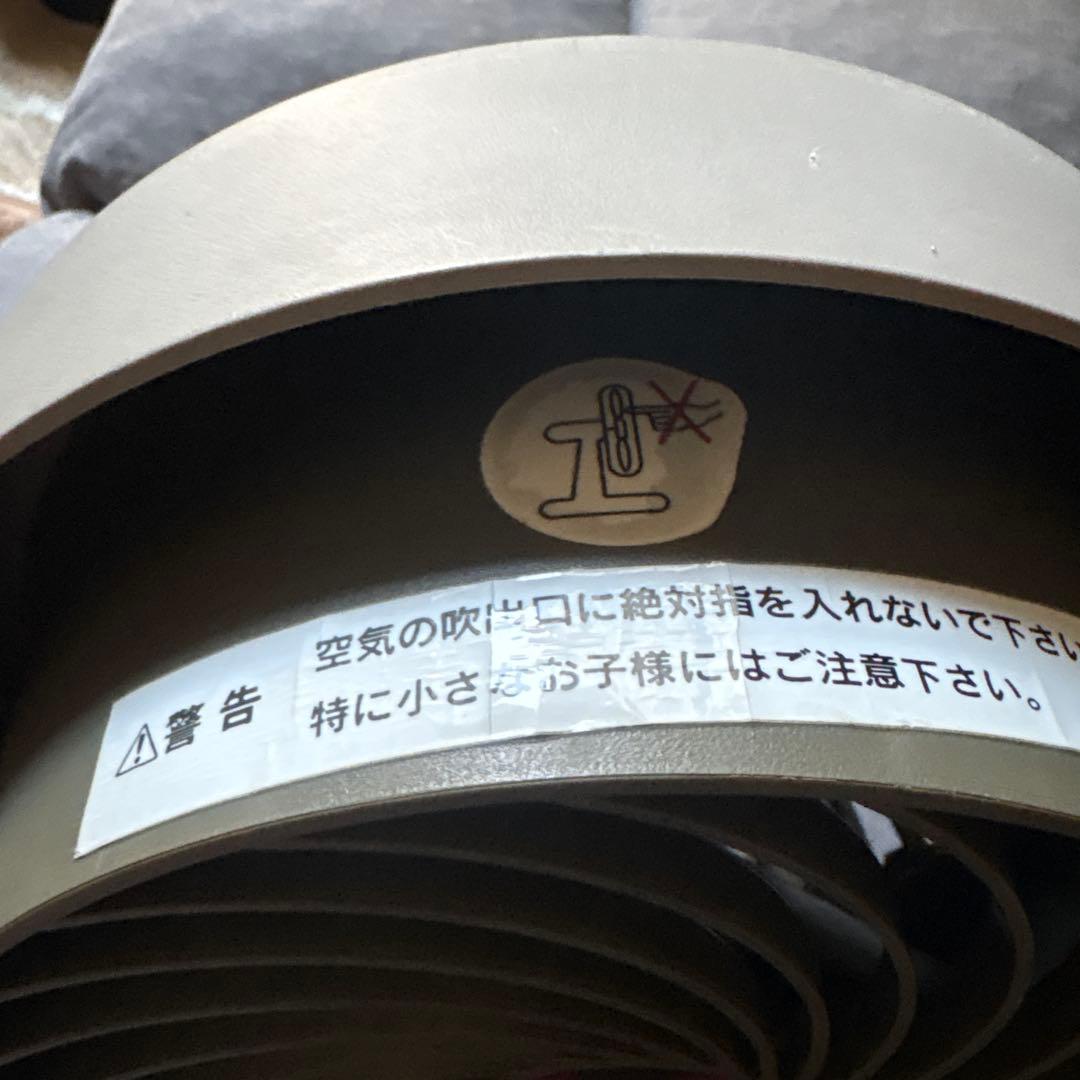 ⚠警告
空気の吹出口に絶対指を入れないで下さい
特に小さなお子様にはご注意下さい。